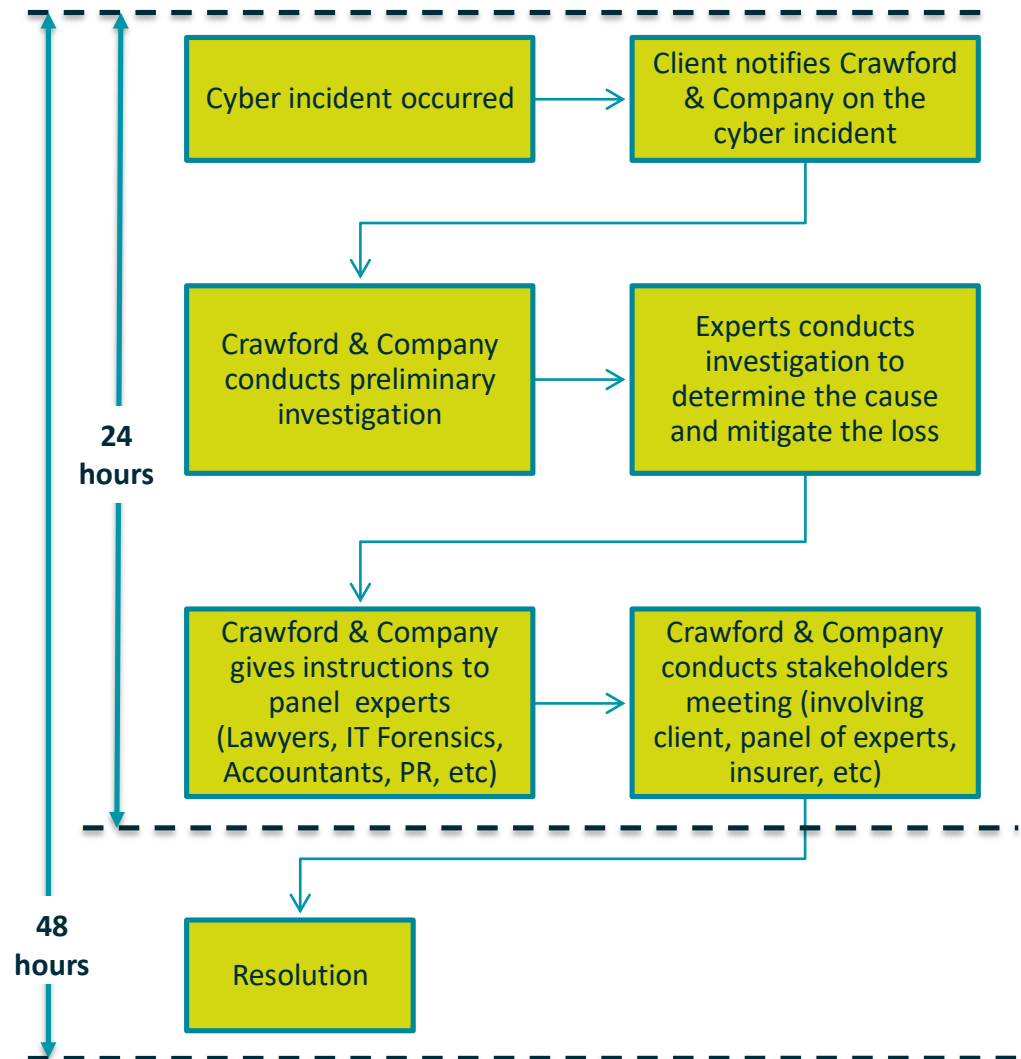 Cyber incident occurred
Client notifies Crawford
& Company on the
cyber incident
Crawford & Company
conducts preliminary
investigation
Experts conducts
investigation to
determine the cause
and mitigate the loss
24
hours
Crawford & Company
gives instructions to
panel experts
(Lawyers, IT Forensics,
Accountants, PR, etc)
Crawford & Company
conducts stakeholders
meeting (involving
client, panel of experts,
insurer, etc)
48
hours
Resolution